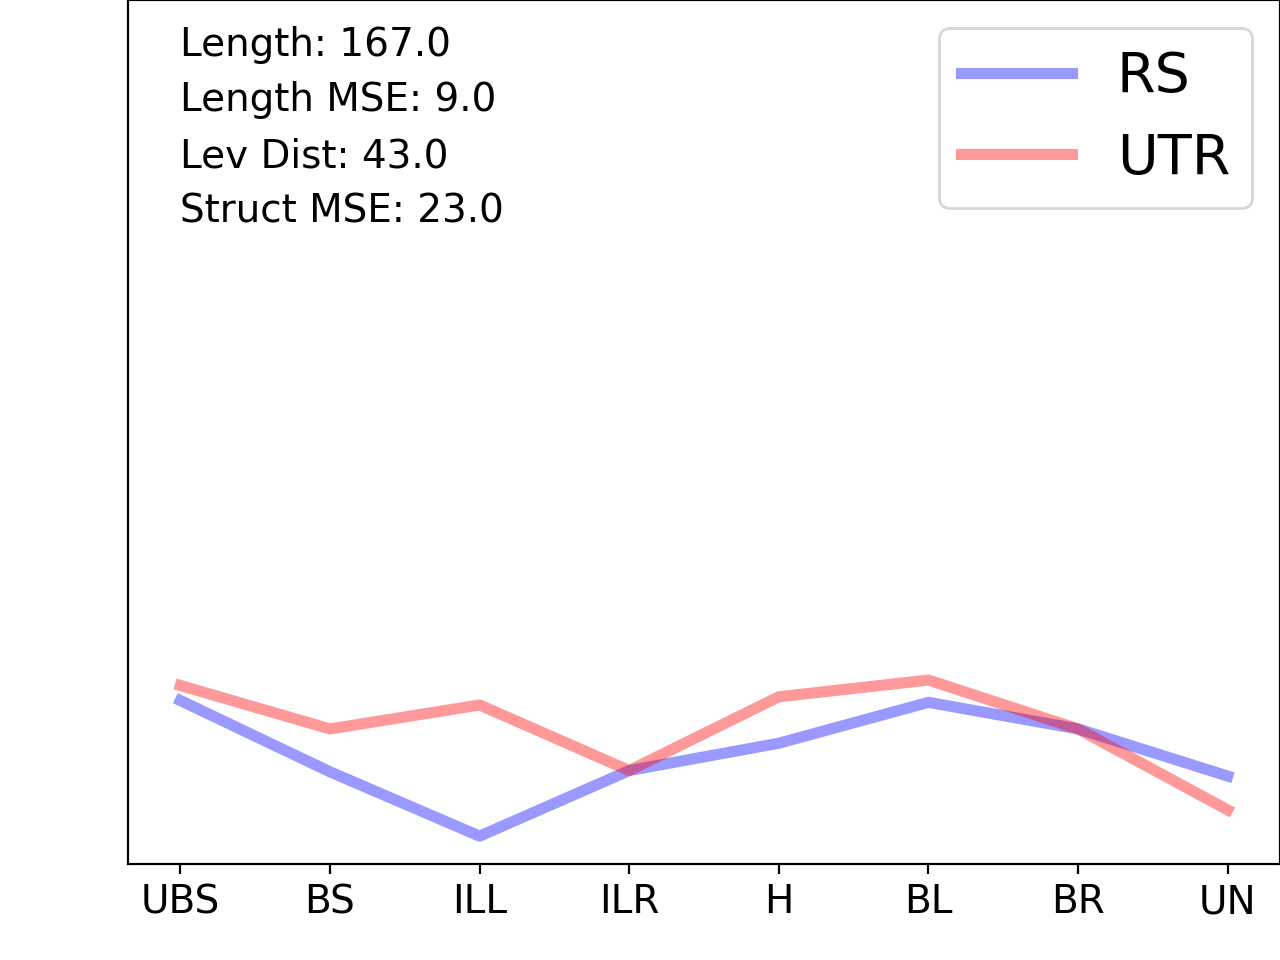 Length: 167.0
Length MSE: 9.0
Lev Dist: 43.0
Struct MSE: 23.0
RS
UTR
UBS BS ILL ILR H BL BR UN